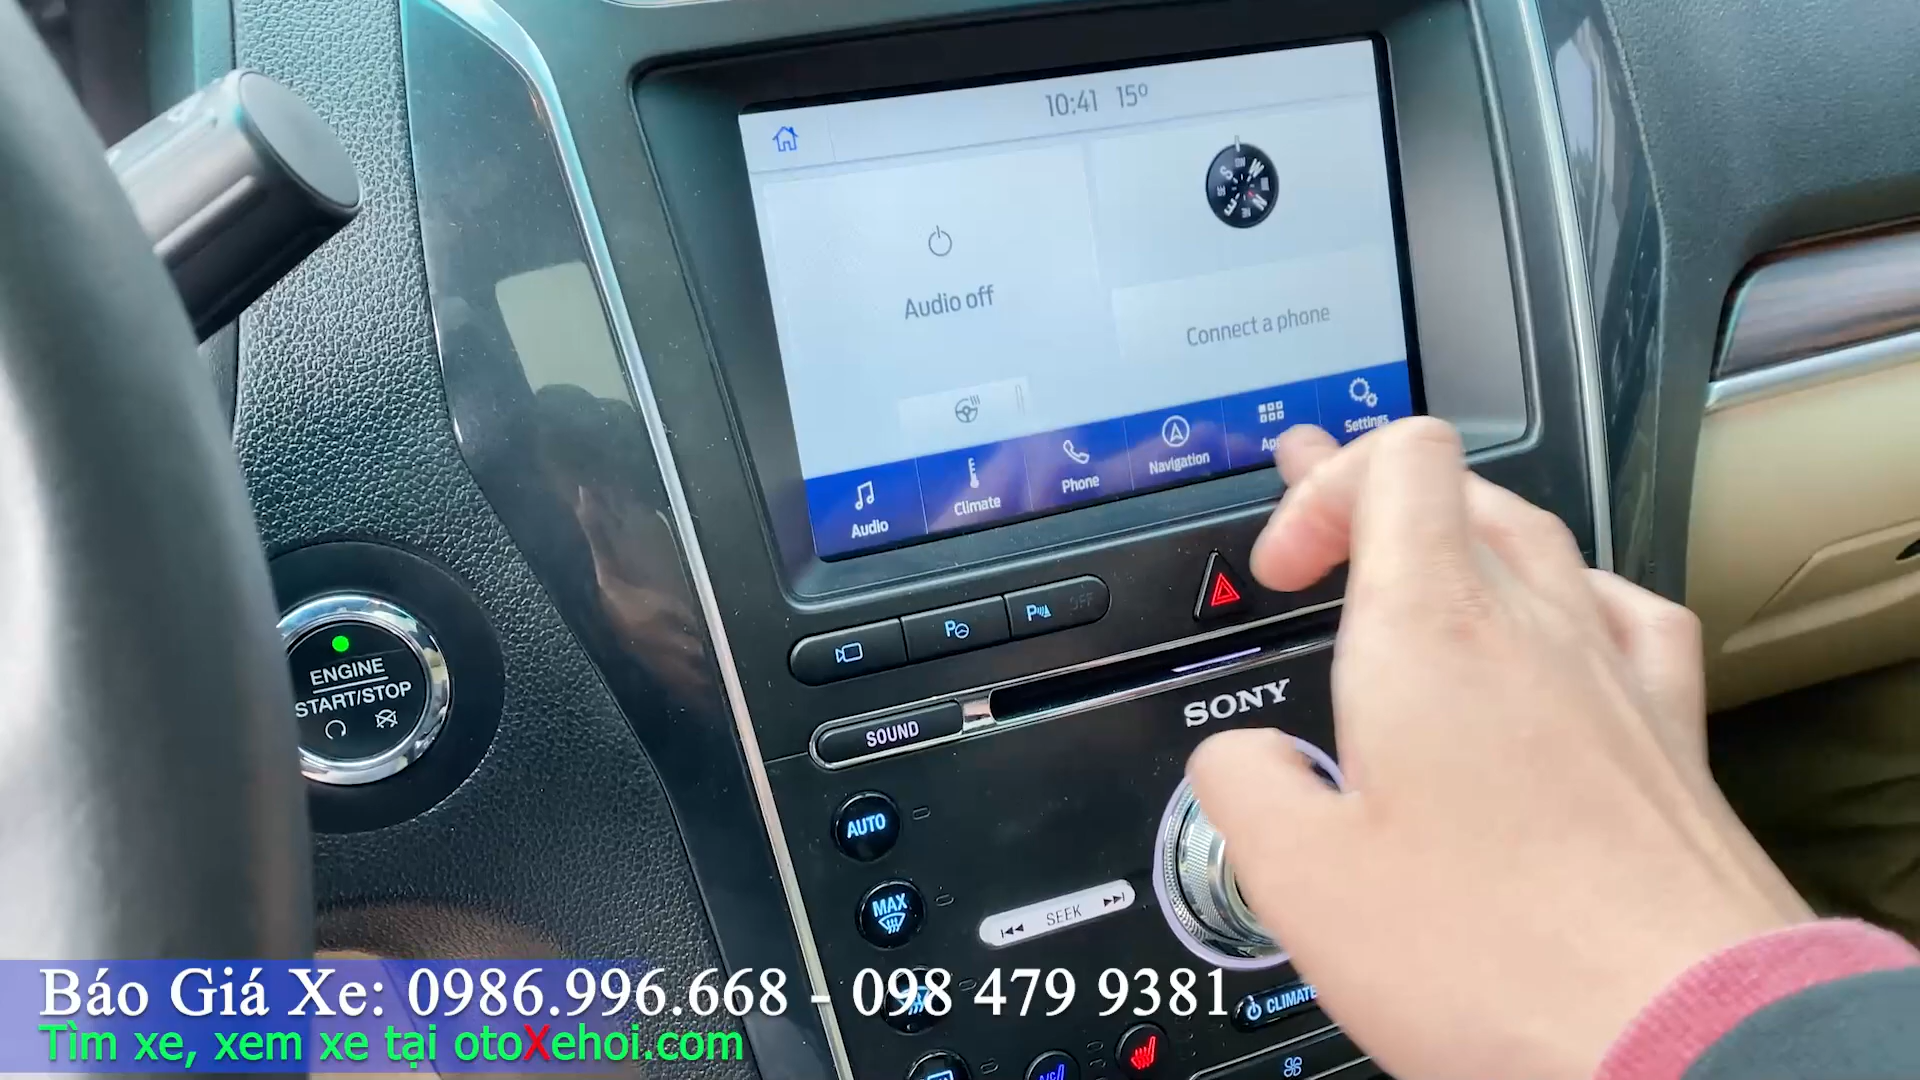 10:41 15°
Audio off
Connect a phone
Audio
Climate
Phone
Navigation
Settings
P
P
OFF
ENGINE
START/STOP
SOUND
SONY
AUTO
MAX
SEEK
CLIMATE
A/C
Báo Giá Xe: 0986.996.668 - 098 479 9381
Tìm xe, xem xe tại otoXehoi.com